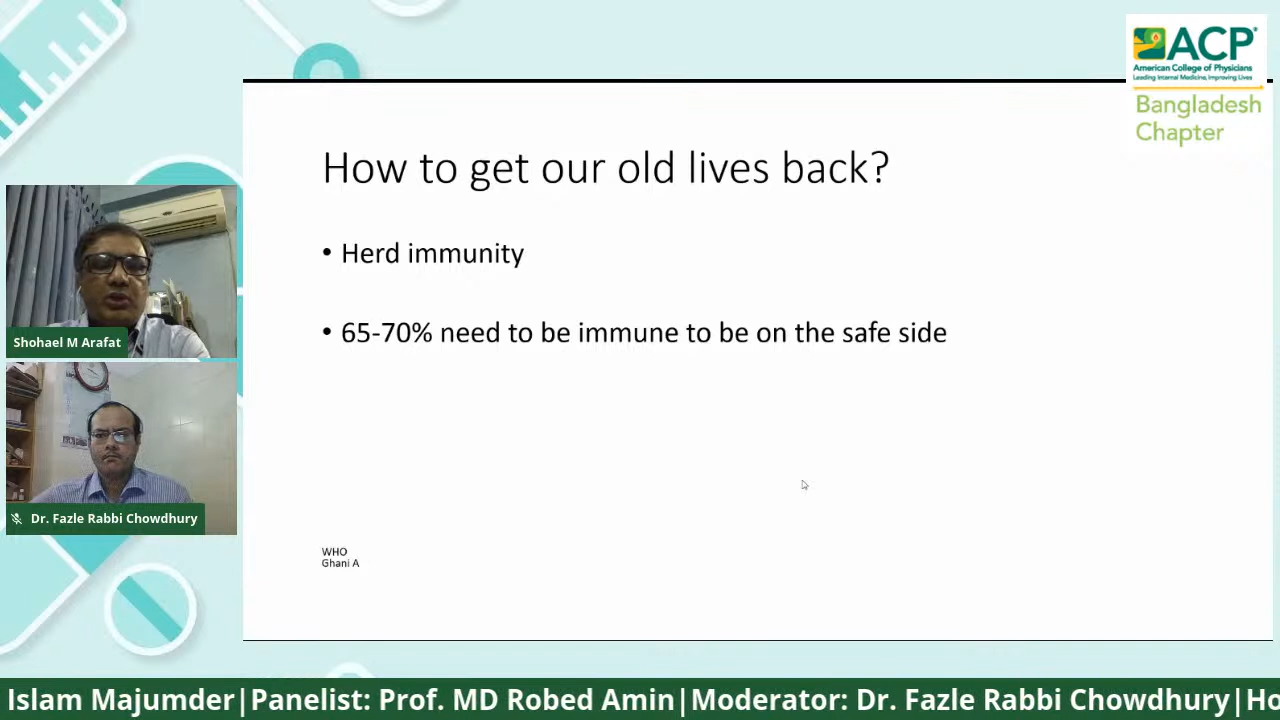 ACP
American College of Physicians
Leading Internal Medicine, Improving Lives
Bangladesh
Chapter
How to get our old lives back?
• Herd immunity
• 65-70% need to be immune to be on the safe side
Shohael M Arafat
Dr. Fazle Rabbi Chowdhury
WHO
Ghani A
Islam Majumder|Panelist: Prof. MD Robed Amin|Moderator: Dr. Fazle Rabbi Chowdhury|Ho